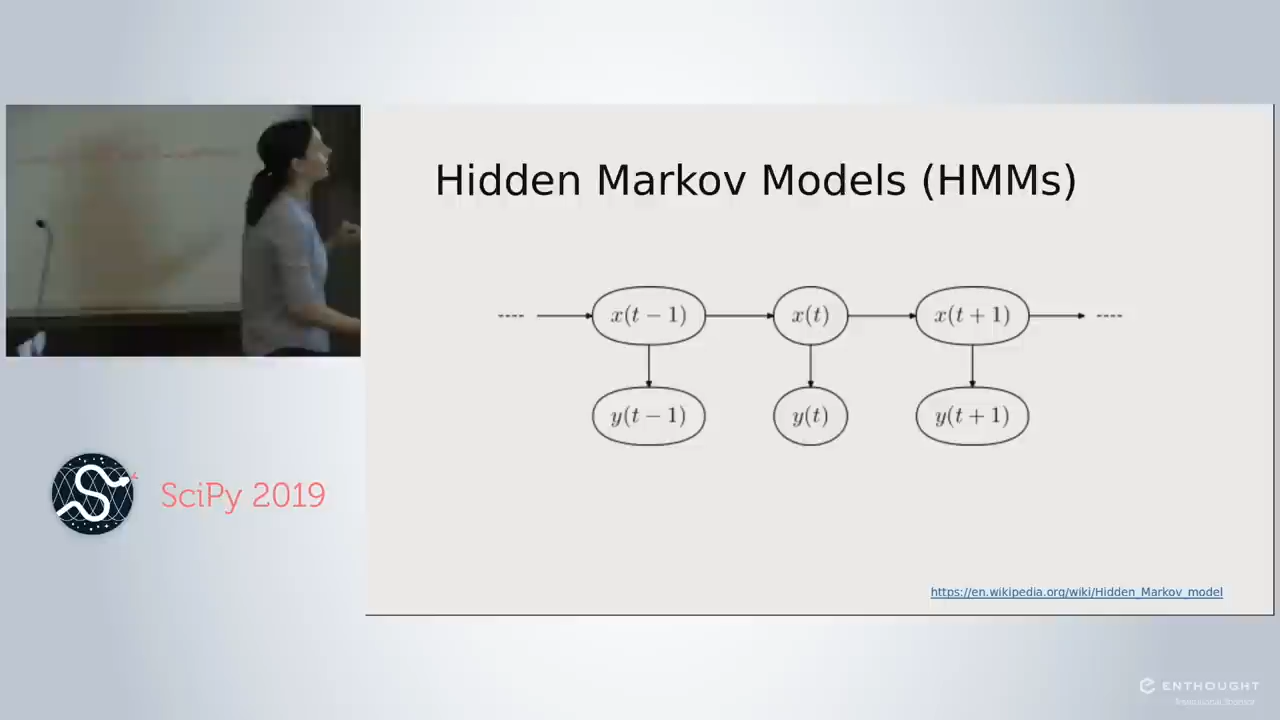 Hidden Markov Models (HMMs)
x(t − 1) x(t) x(t + 1)
y(t − 1) y(t) y(t + 1)
SciPy 2019
https://en.wikipedia.org/wiki/Hidden_Markov_model
ENTHOUGHT